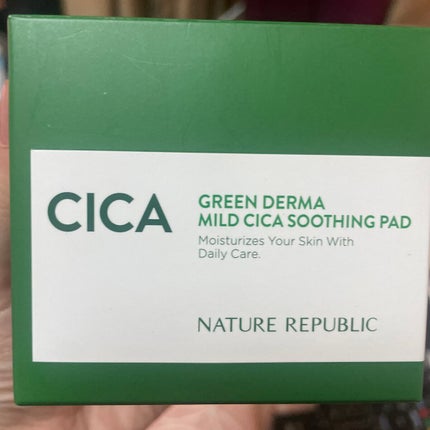 CICA
GREEN DERMA
MILD CICA SOOTHING PAD
Moisturizes Your Skin With
Daily Care.
NATURE REPUBLIC